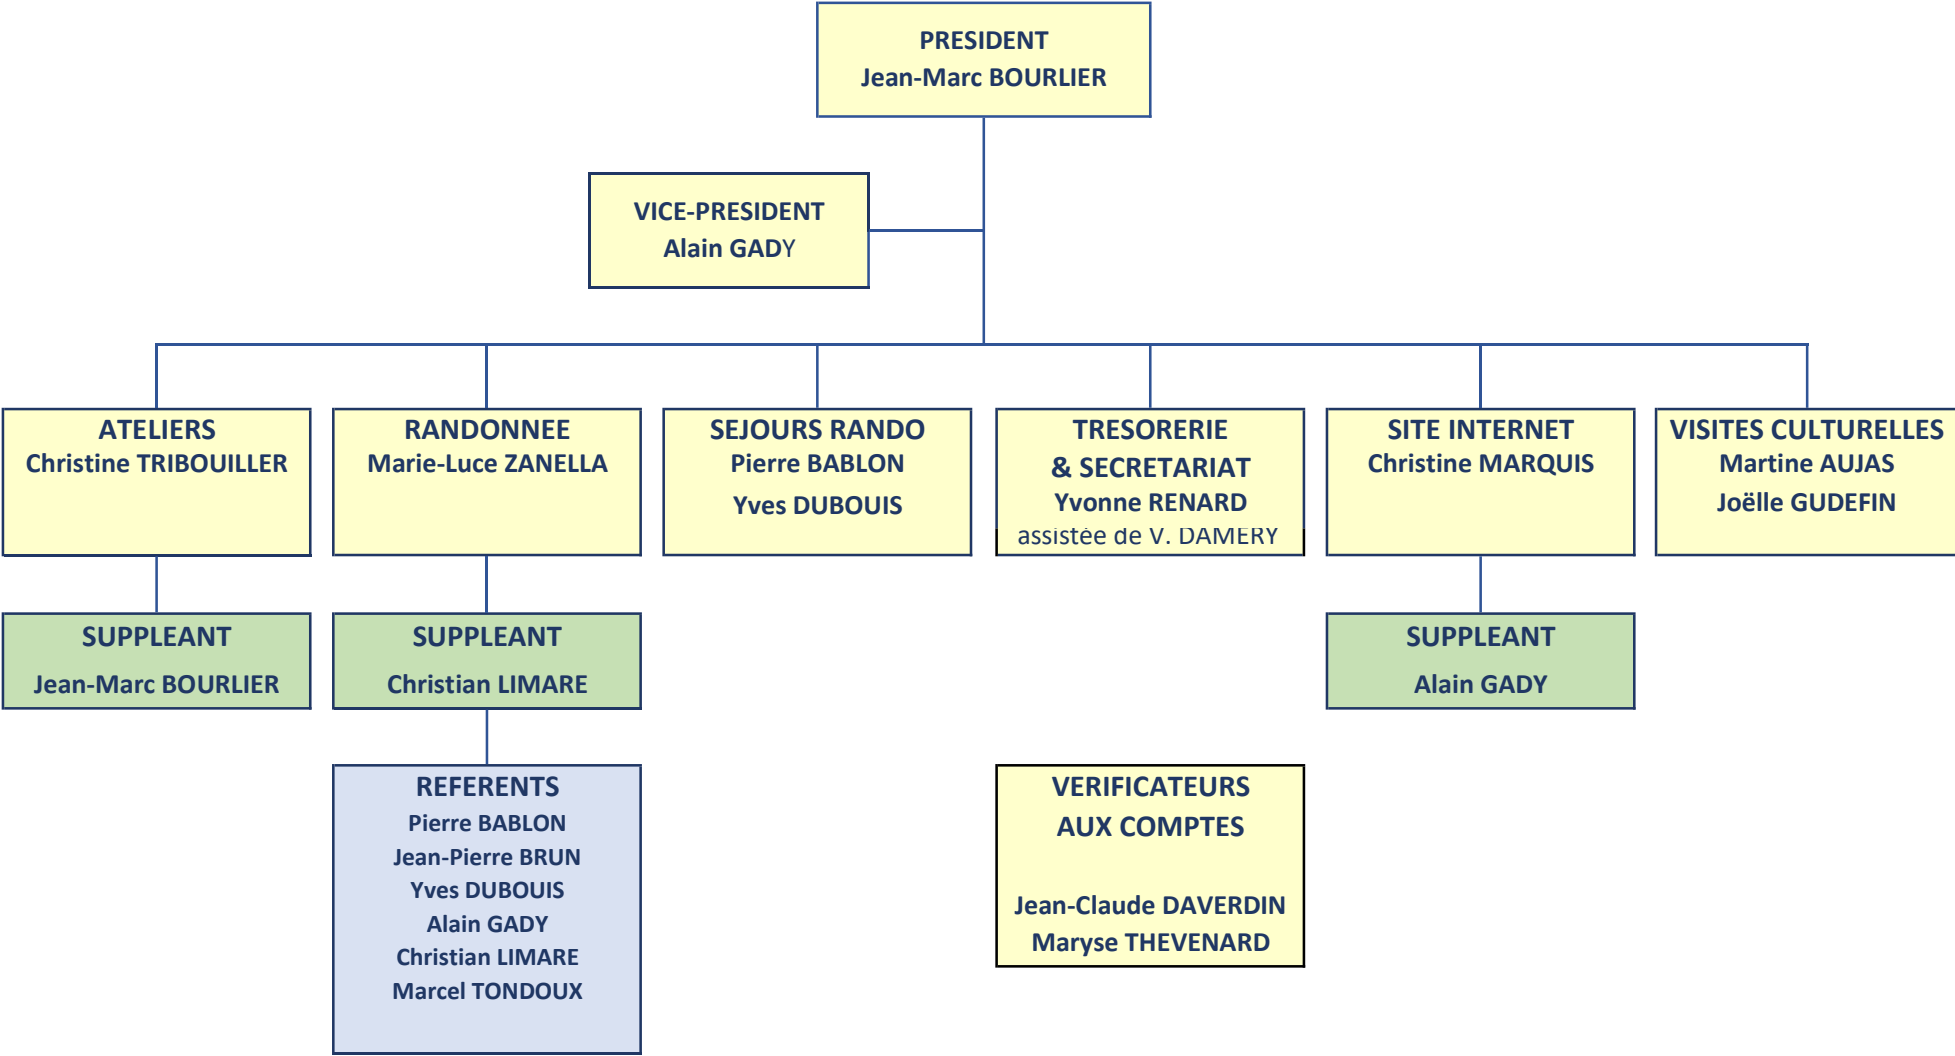 PRESIDENT
Jean-Marc BOURLIER
VICE-PRESIDENT
Alain GADY
ATELIERS
Christine TRIBOUILLER
RANDONNEE
Marie-Luce ZANELLA
SEJOURS RANDO
Pierre BABLON
Yves DUBOUIS
TRESORERIE
& SECRETARIAT
Yvonne RENARD
assistée de V. DAMERY
SITE INTERNET
Christine MARQUIS
VISITES CULTURELLES
Martine AUJAS
Joëlle GUDEFIN
SUPPLEANT
Jean-Marc BOURLIER
SUPPLEANT
Christian LIMARE
SUPPLEANT
Alain GADY
REFERENTS
Pierre BABLON
Jean-Pierre BRUN
Yves DUBOUIS
Alain GADY
Christian LIMARE
Marcel TONDOUX
VERIFICATEURS
AUX COMPTES
Jean-Claude DAVERDIN
Maryse THEVENARD